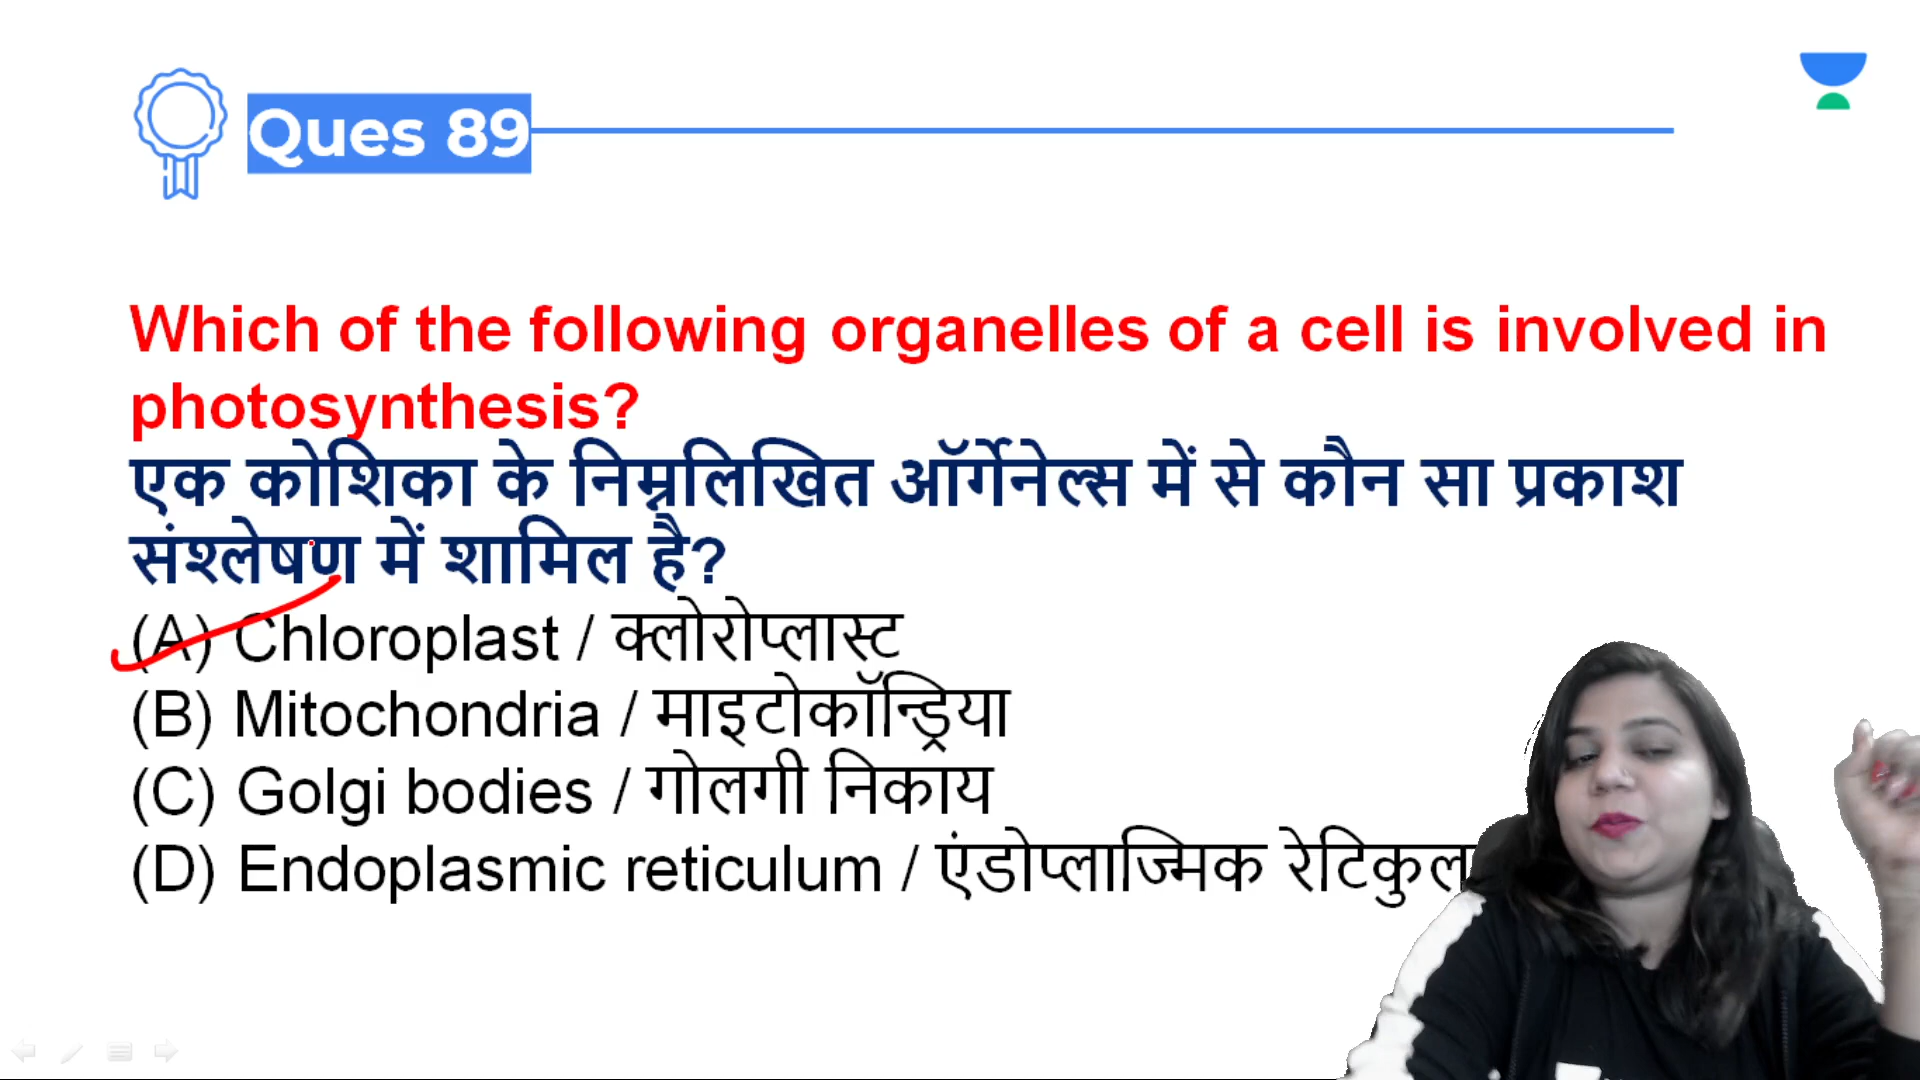 Ques 89
Which of the following organelles of a cell is involved in
photosynthesis?
एक कोशिका के निम्नलिखित ऑर्गेनेल्स में से कौन सा प्रकाश
संश्लेषण में शामिल है?
(A) Chloroplast / क्लोरोप्लास्ट
(B) Mitochondria / माइटोकॉन्ड्रिया
(C) Golgi bodies / गोलगी निकाय
(D) Endoplasmic reticulum / एंडोप्लाज्मिक